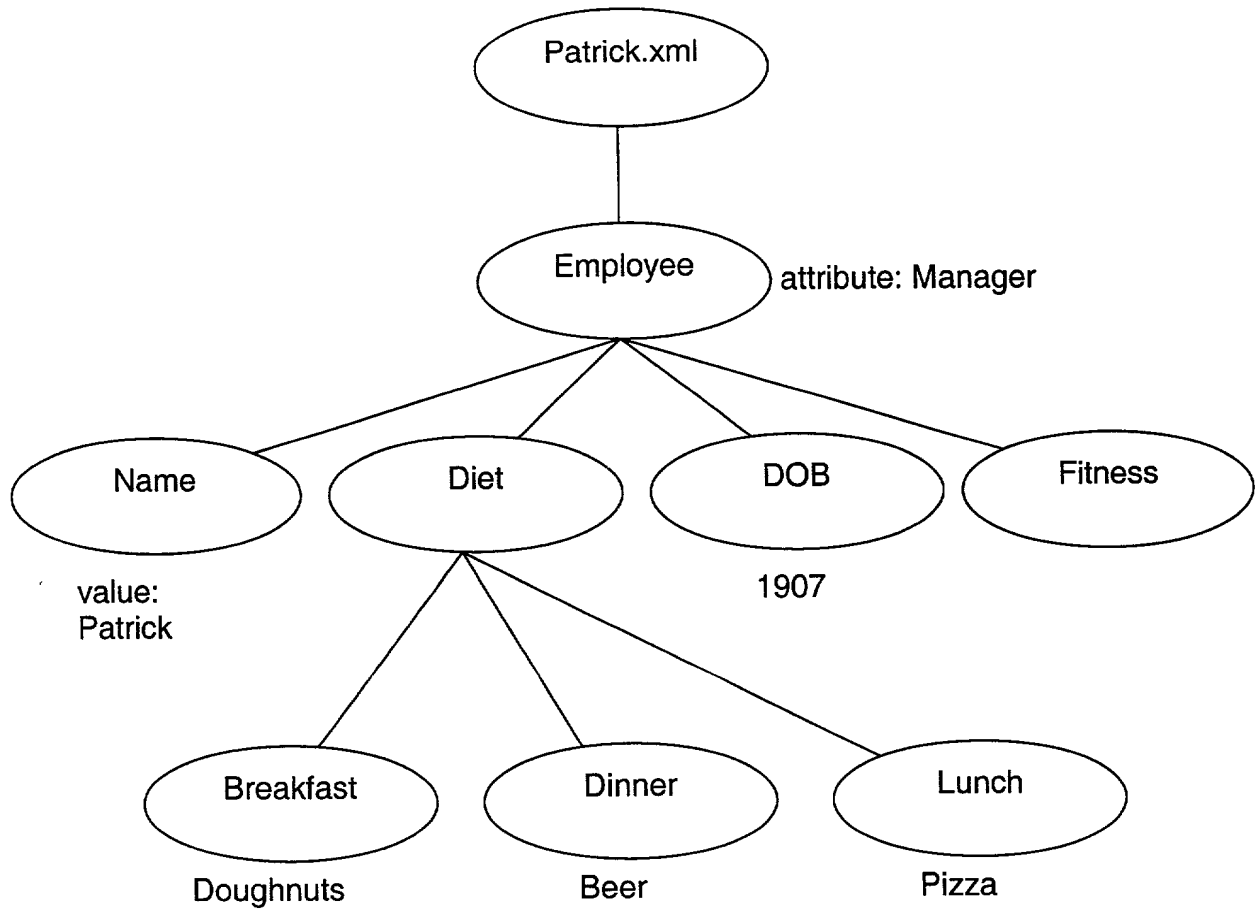 Patrick.xml
Employee
attribute: Manager
Name
Diet
DOB
Fitness
value:
Patrick
1907
Breakfast
Dinner
Lunch
Doughnuts
Beer
Pizza